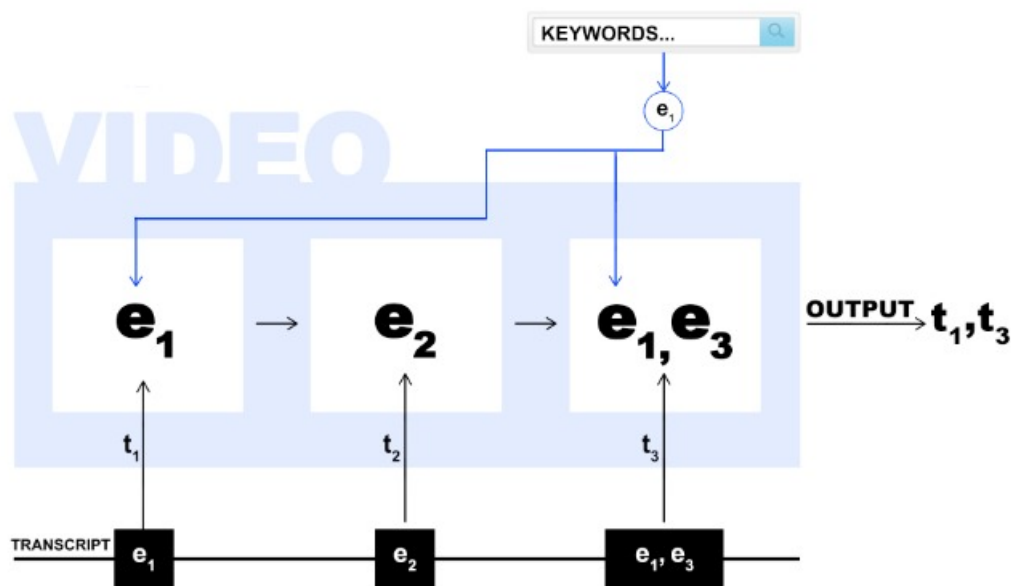 KEYWORDS...
e₁
VIDEO
e₁
e₂
e₁, e₃
OUTPUT
t₁,t₃
t₁
t₂
t₃
TRANSCRIPT
e₁
e₂
e₁, e₃